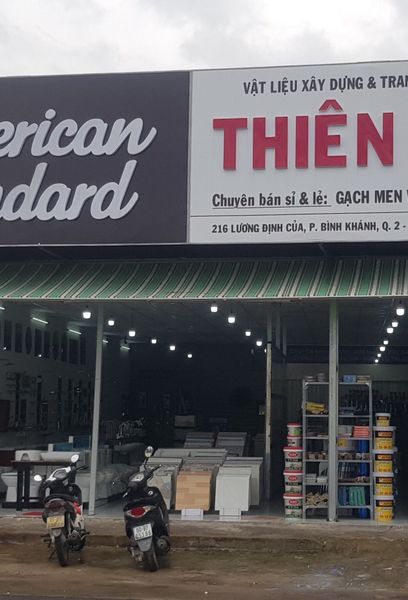 erican
ndard
VẬT LIỆU XÂY DỰNG & TRAN
THIÊN
Chuyên bán sỉ & lẻ: GẠCH MEN V
216 LƯƠNG ĐỊNH CỦA, P. BÌNH KHÁNH, Q. 2 -